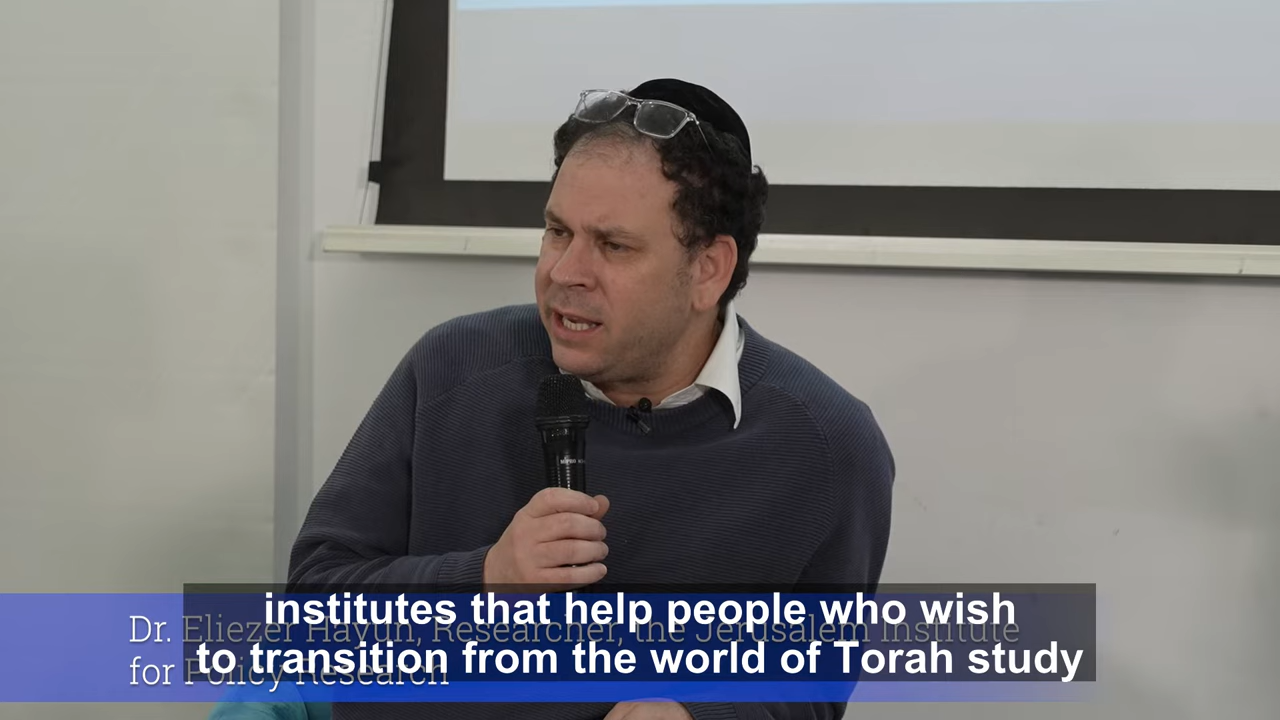 institutes that help people who wish
to transition from the world of Torah study
Dr. Eliezer Hayun, Researcher, the Jerusalem Institute
for Policy Research